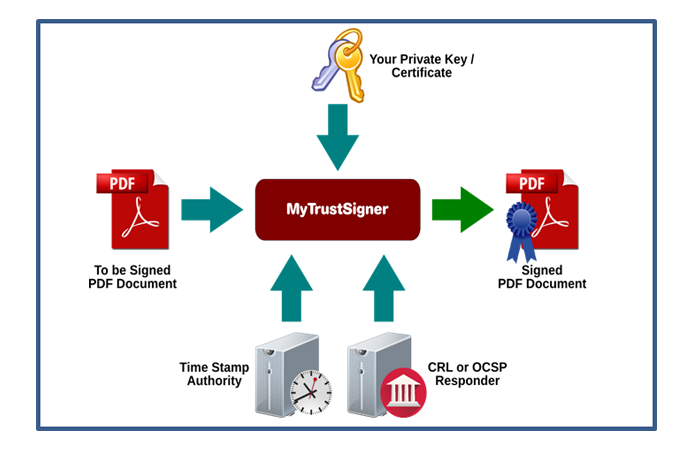 Your Private Key /
Certificate
PDF
MyTrustSigner
PDF
To be Signed
PDF Document
Signed
PDF Document
Time Stamp
Authority
CRL or OCSP
Responder